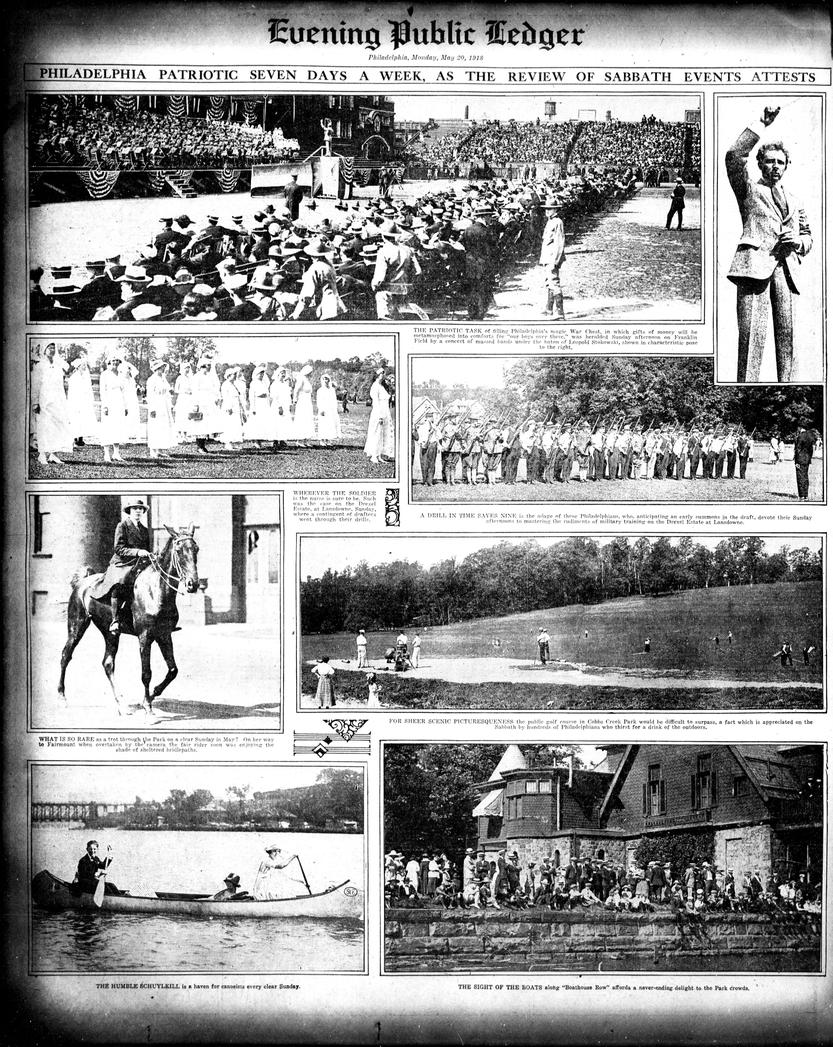 Evening Public Ledger
Philadelphia, Monday, May 20, 1918
PHILADELPHIA PATRIOTIC SEVEN DAYS A WEEK, AS THE REVIEW OF SABBATH EVENTS ATTESTS
THE PATRIOTIC TASK of filling Philadelphia's magic War Chest, in which gifts of money will be
metamorphosed into comforts for "our boys over there," was heralded Sunday afternoon on Franklin
Field by a concert of massed bands under the baton of Leopold Stokowski, shown in characteristic pose
to the right.
WHEREVER THE SOLDIER
is the nurse is sure to be. Such
was the case on the Drexel
Estate, at Lansdowne, Sunday,
where a contingent of drafters
went through their drills.
A DRILL IN TIME SAVES NINE is the adage of these Philadelphians, who, anticipating an early summons in the draft, devote their Sunday
afternoons to mastering the rudiments of military training on the Drexel Estate at Lansdowne.
WHAT IS SO RARE as a trot through the Park on a clear Sunday in May? On her way
to Fairmount when overtaken by the camera the fair rider soon was enjoying the
shade of sheltered bridlepaths.
FOR SHEER SCENIC PICTURESQUENESS the public golf course in Cobbs Creek Park would be difficult to surpass, a fact which is appreciated on the
Sabbath by hundreds of Philadelphians who thirst for a drink of the outdoors.
THE HUMBLE SCHUYLKILL is a haven for canoeists every clear Sunday.
THE SIGHT OF THE BOATS along "Boathouse Row" affords a never-ending delight to the Park crowds.